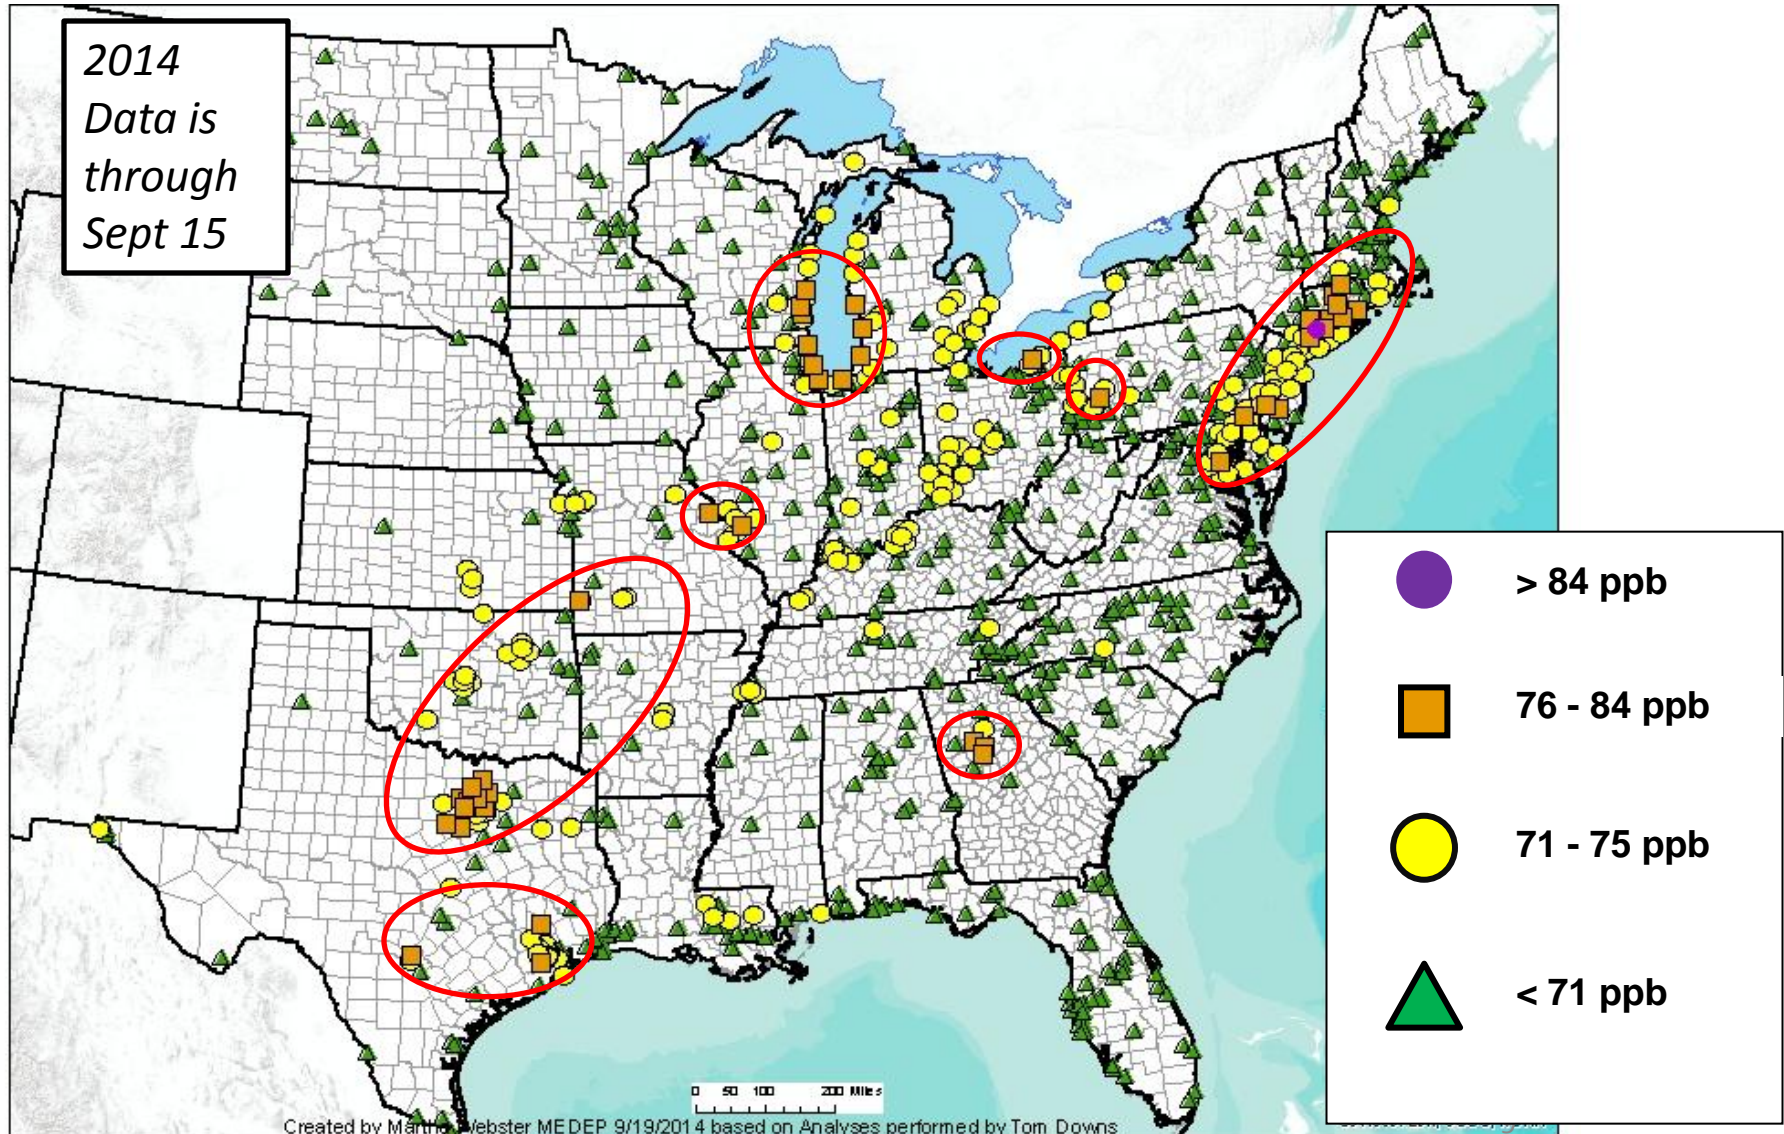 2014
Data is
through
Sept 15
> 84 ppb
76 - 84 ppb
71 - 75 ppb
< 71 ppb
0 50 100 200 Miles
Created by Martha Webster MEDEP 9/19/2014 based on Analyses performed by Tom Downs